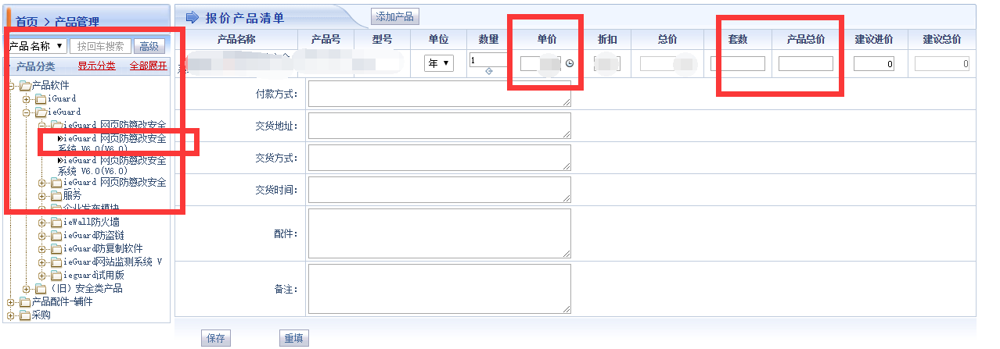 首页 > 产品管理
产品名称
按回车搜索
高级
产品分类
显示分类
全部展开
产品软件
iGuard
ieGuard
ieGuard 网页防篡改安全
ieGuard 网页防篡改安全
系统 V6.0(V6.0)
ieGuard 网页防篡改安全
系统 V6.0(V6.0)
ieGuard 网页防篡改安全
服务
企业发布模块
ieWall防火墙
ieGuard防盗链
ieGuard防复制软件
ieGuard网站监测系统 V
ieguard试用版
（旧）安全类产品
产品配件-辅件
采购
报价产品清单
添加产品
产品名称 产品号 型号 单位 数量 单价 折扣 总价 套数 产品总价 建议进价 建议总价
年 1 0 0
付款方式：
交货地址：
交货方式：
交货时间：
配件：
备注：
保存 重填